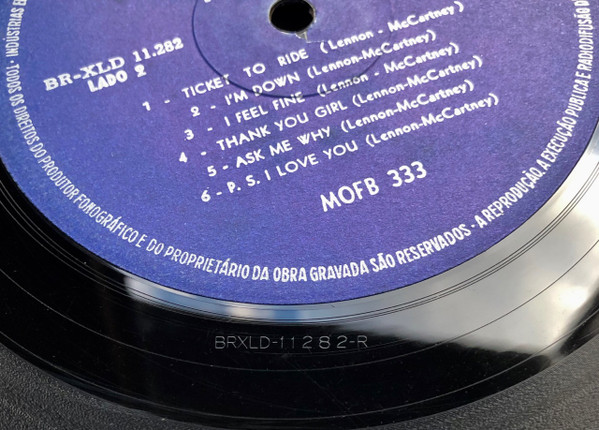 BR-XLD 11.282
LADO 2
1 - TICKET TO RIDE (Lennon - McCartney)
2 - I'M DOWN (Lennon-McCartney)
3 - I FEEL FINE (Lennon-McCartney)
4 - THANK YOU GIRL (Lennon-McCartney)
5 - ASK ME WHY (Lennon-McCartney)
6 - P. S. I LOVE YOU (Lennon-McCartney)
MOFB 333
INDÚSTRIAS
TODOS OS DIREITOS DO PRODUTOR FONOGRÁFICO E DO PROPRIETÁRIO DA OBRA GRAVADA SÃO RESERVADOS - A REPRODUÇÃO, A EXECUÇÃO PÚBLICA E RADIODIFUSÃO
BRXLD-11282-R